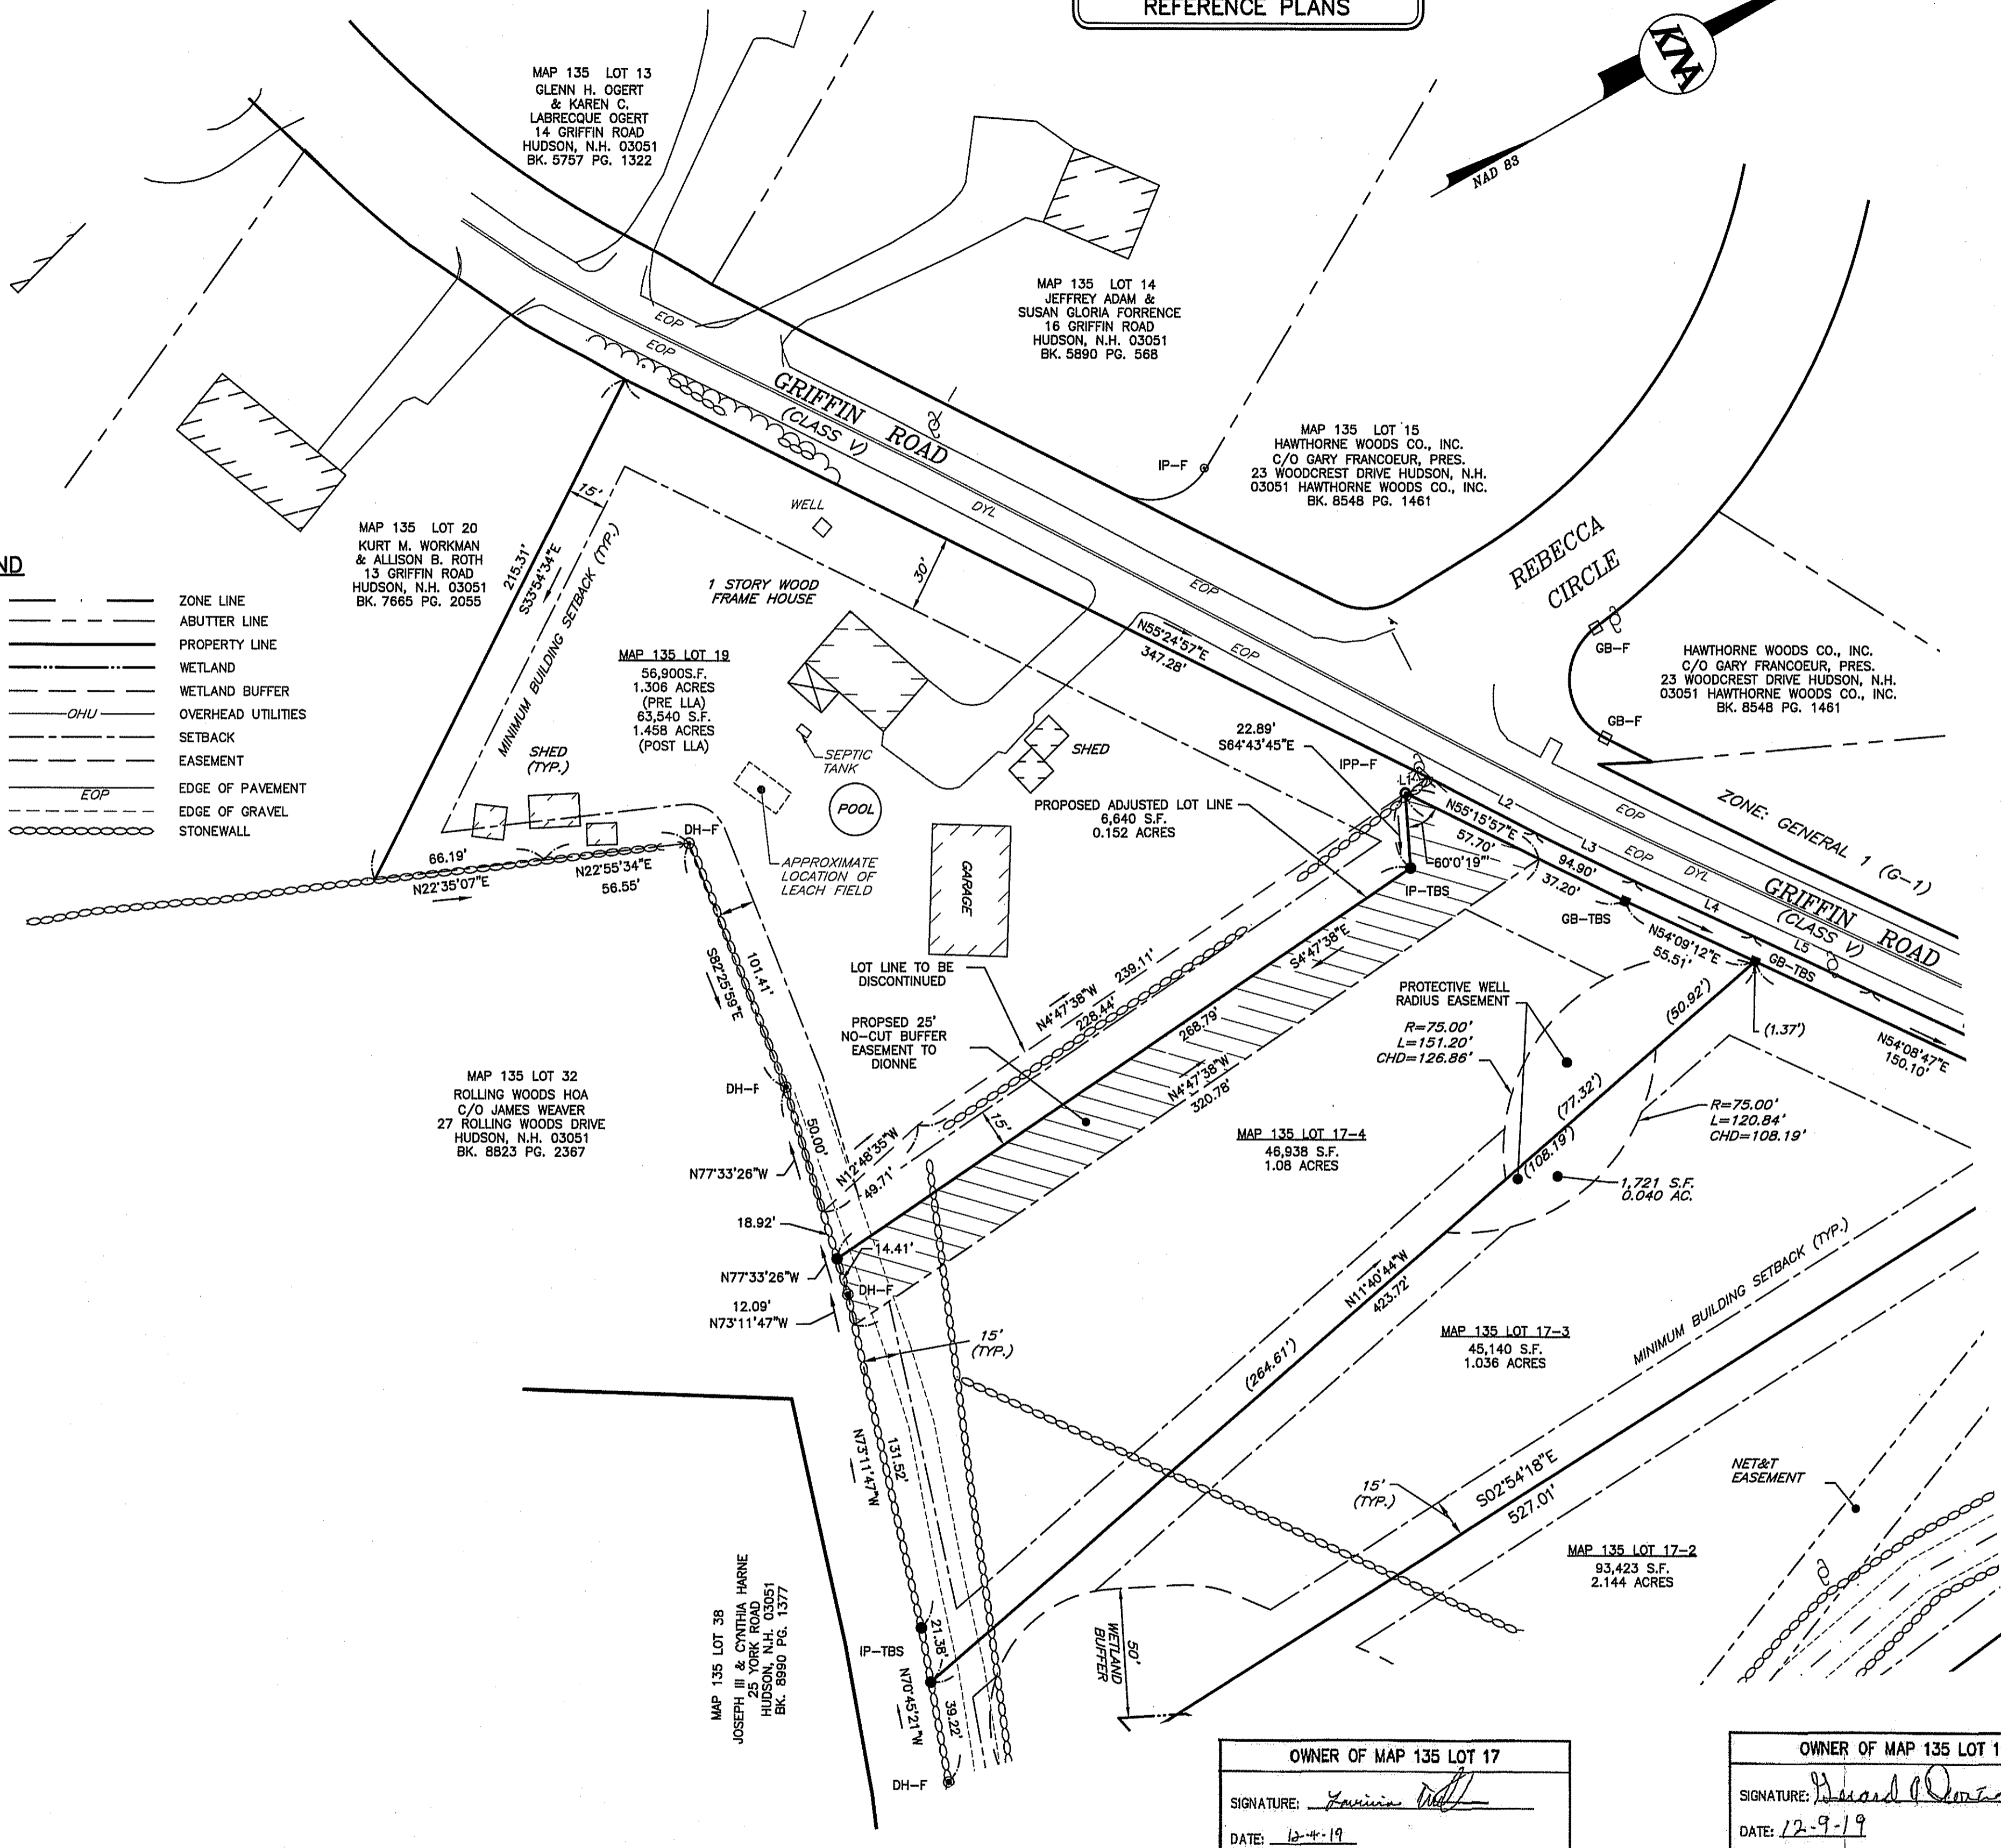 REFERENCE PLANS
KNA
NAD 83
MAP 135 LOT 13
GLENN H. OGERT
& KAREN C.
LABRECQUE OGERT
14 GRIFFIN ROAD
HUDSON, N.H. 03051
BK. 5757 PG. 1322
MAP 135 LOT 14
JEFFREY ADAM &
SUSAN GLORIA FORRENCE
16 GRIFFIN ROAD
HUDSON, N.H. 03051
BK. 5890 PG. 568
MAP 135 LOT 15
HAWTHORNE WOODS CO., INC.
C/O GARY FRANCOEUR, PRES.
23 WOODCREST DRIVE HUDSON, N.H.
03051 HAWTHORNE WOODS CO., INC.
BK. 8548 PG. 1461
IP-F
EOP
EOP
GRIFFIN ROAD
(CLASS V)
DYL
EOP
EOP
REBECCA
CIRCLE
GB-F
GB-F
HAWTHORNE WOODS CO., INC.
C/O GARY FRANCOEUR, PRES.
23 WOODCREST DRIVE HUDSON, N.H.
03051 HAWTHORNE WOODS CO., INC.
BK. 8548 PG. 1461
MAP 135 LOT 20
KURT M. WORKMAN
& ALLISON B. ROTH
13 GRIFFIN ROAD
HUDSON, N.H. 03051
BK. 7665 PG. 2055
ND
ZONE LINE
ABUTTER LINE
PROPERTY LINE
WETLAND
WETLAND BUFFER
OHU OVERHEAD UTILITIES
SETBACK
EASEMENT
EOP EDGE OF PAVEMENT
EDGE OF GRAVEL
STONEWALL
215.31'
S33°54'34"E
15'
MINIMUM BUILDING SETBACK (TYP.)
WELL
30'
1 STORY WOOD
FRAME HOUSE
MAP 135 LOT 19
56,900S.F.
1.306 ACRES
(PRE LLA)
63,540 S.F.
1.458 ACRES
(POST LLA)
SHED
(TYP.)
SEPTIC
TANK
SHED
POOL
GARAGE
APPROXIMATE
LOCATION OF
LEACH FIELD
N55°24'57"E
347.28'
22.89'
S64°43'45"E
IPP-F
L1
L2
L3
L4
L5
PROPOSED ADJUSTED LOT LINE
6,640 S.F.
0.152 ACRES
N55°15'57"E
57.70'
94.90'
37.20'
60°0'19"
IP-TBS
GB-TBS
N54°09'12"E
55.51'
GB-TBS
EOP
EOP
DYL
GRIFFIN ROAD
(CLASS V)
ZONE: GENERAL 1 (G-1)
N54°08'47"E
150.10'
(1.37')
66.19'
N22°35'07"E
N22°55'34"E
56.55'
DH-F
101.41'
S82°25'59"E
LOT LINE TO BE
DISCONTINUED
PROPSED 25'
NO-CUT BUFFER
EASEMENT TO
DIONNE
N4°47'38"W 239.11'
228.44'
S4°47'38"E
268.79'
N4°47'38"W
320.78'
15'
PROTECTIVE WELL
RADIUS EASEMENT
R=75.00'
L=151.20'
CHD=126.86'
(50.92')
(77.32')
(108.19')
R=75.00'
L=120.84'
CHD=108.19'
1,721 S.F.
0.040 AC.
MAP 135 LOT 32
ROLLING WOODS HOA
C/O JAMES WEAVER
27 ROLLING WOODS DRIVE
HUDSON, N.H. 03051
BK. 8823 PG. 2367
DH-F
50.00'
N77°33'26"W
N12°48'35"W
49.71'
18.92'
14.41'
N77°33'26"W
DH-F
12.09'
N73°11'47"W
15'
(TYP.)
MAP 135 LOT 17-4
46,938 S.F.
1.08 ACRES
N11°40'44"W
423.72'
(264.61')
MAP 135 LOT 17-3
45,140 S.F.
1.036 ACRES
MINIMUM BUILDING SETBACK (TYP.)
131.52'
N73°11'47"W
15'
(TYP.)
S02°54'18"E
527.01'
NET&T
EASEMENT
MAP 135 LOT 17-2
93,423 S.F.
2.144 ACRES
MAP 135 LOT 38
JOSEPH III & CYNTHIA HARNE
25 YORK ROAD
HUDSON, N.H. 03051
BK. 8990 PG. 1377
IP-TBS
21.38'
N70°45'21"W
39.22'
DH-F
50'
WETLAND
BUFFER
OWNER OF MAP 135 LOT 17
SIGNATURE:
DATE: 12-4-19
OWNER OF MAP 135 LOT 1
SIGNATURE: Gerard
DATE: 12-9-19